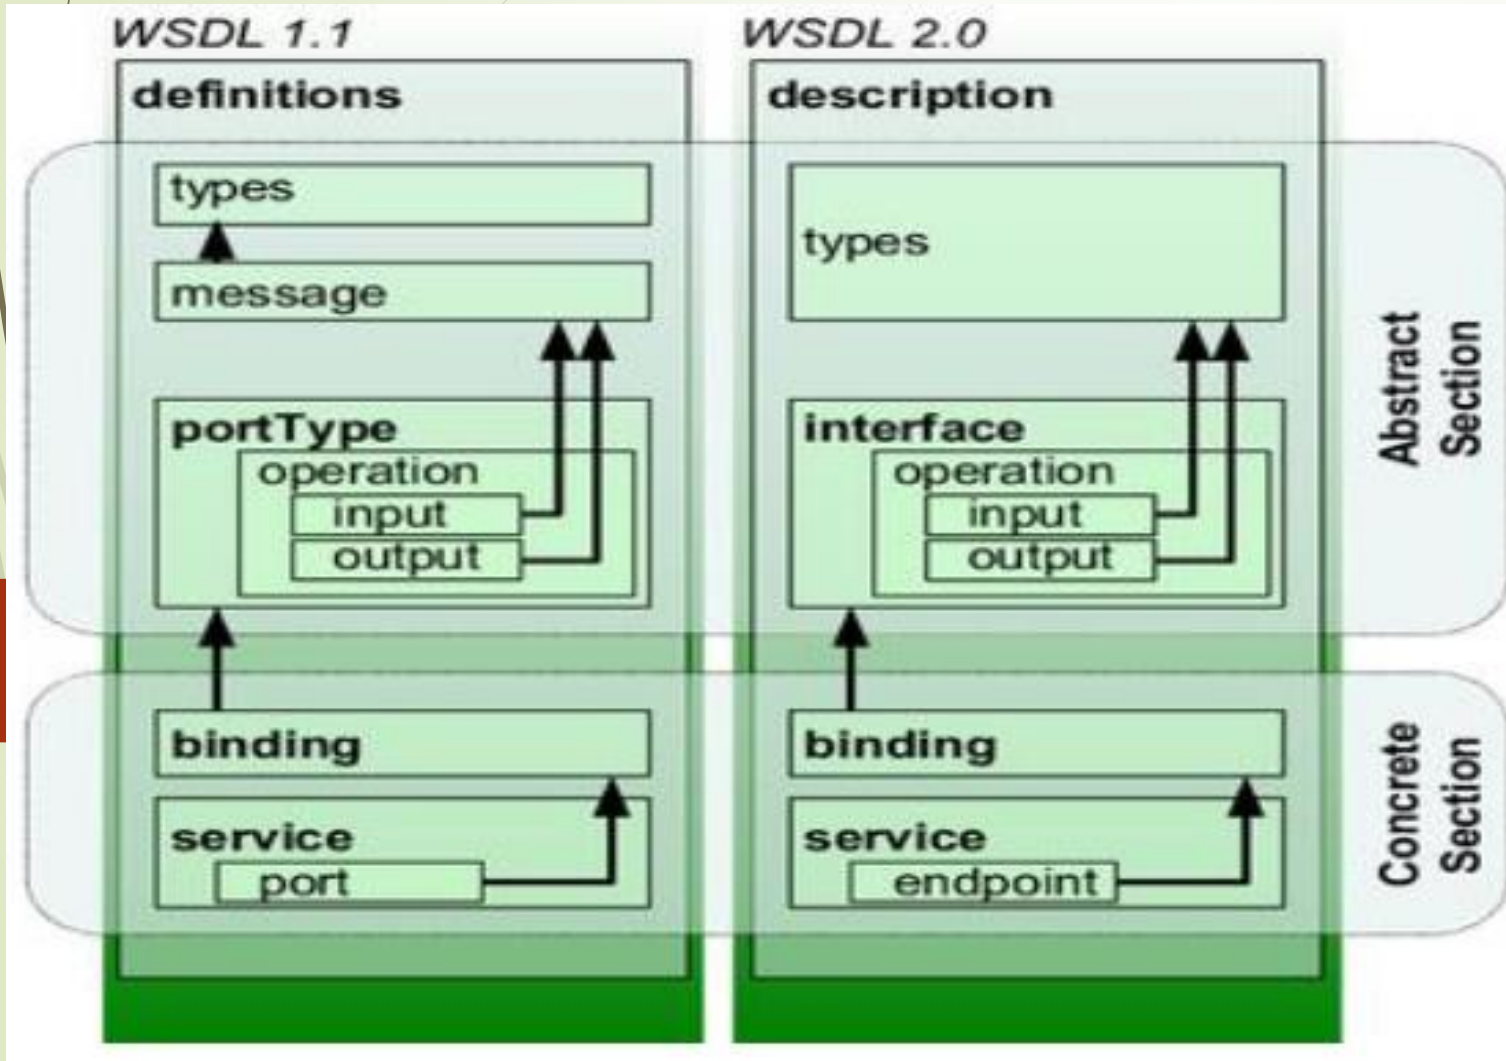 WSDL 1.1
definitions
types
message
portType
operation
input
output
binding
service
port
WSDL 2.0
description
types
interface
operation
input
output
binding
service
endpoint
Abstract
Section
Concrete
Section